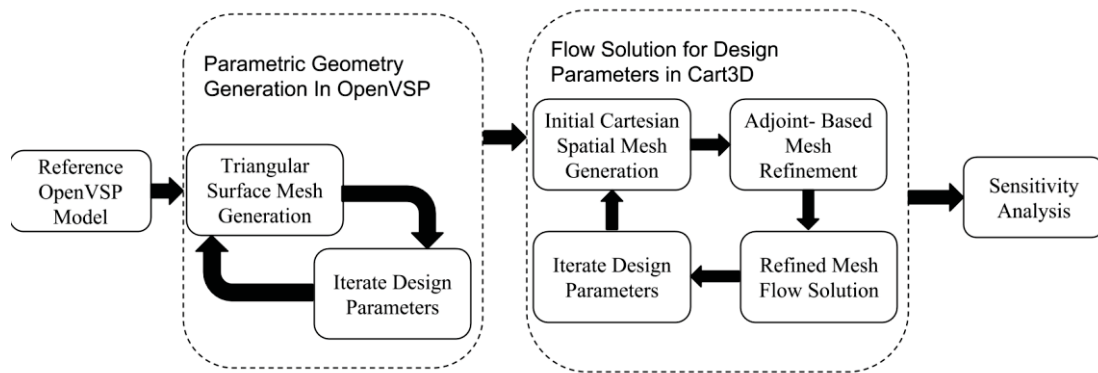 Reference
OpenVSP
Model
Parametric Geometry
Generation In OpenVSP
Triangular
Surface Mesh
Generation
Iterate Design
Parameters
Flow Solution for Design
Parameters in Cart3D
Initial Cartesian
Spatial Mesh
Generation
Adjoint- Based
Mesh
Refinement
Iterate Design
Parameters
Refined Mesh
Flow Solution
Sensitivity
Analysis